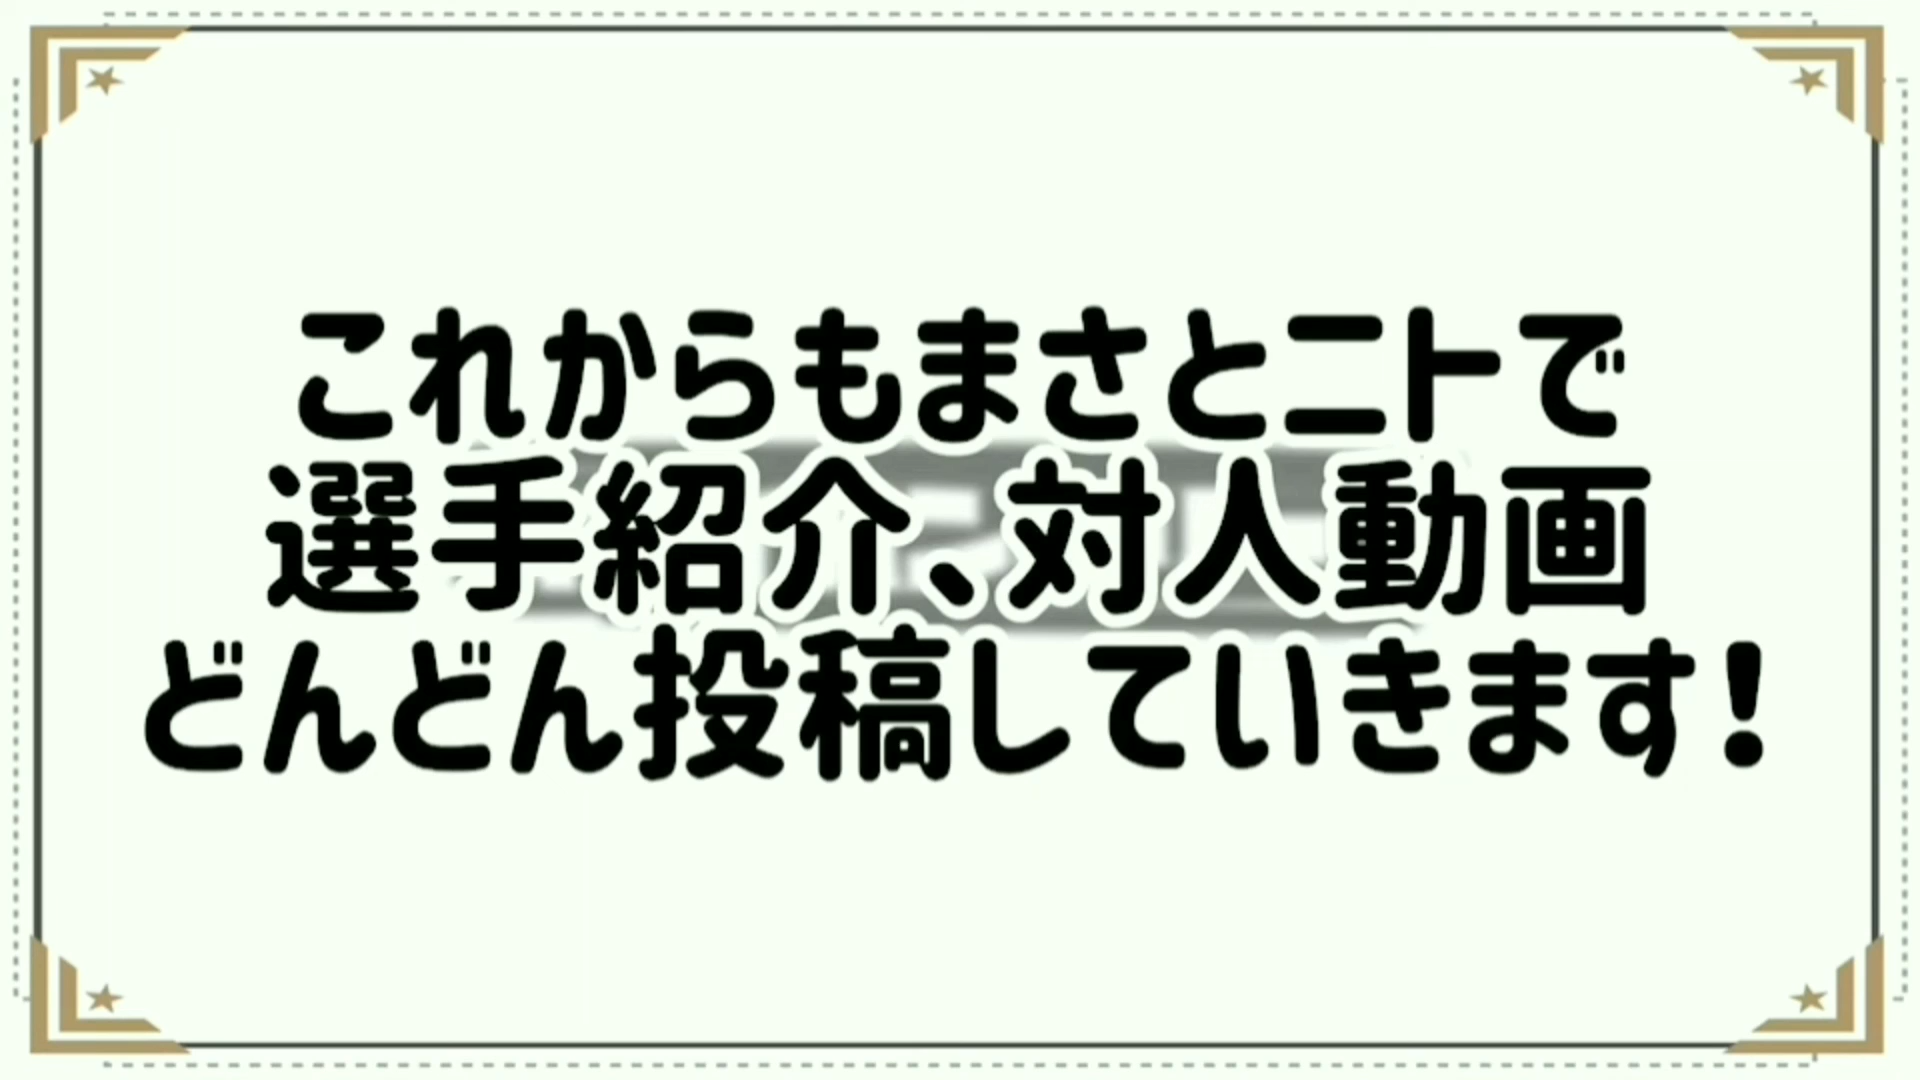 これからもまさとニトで
選手紹介、対人動画
どんどん投稿していきます!